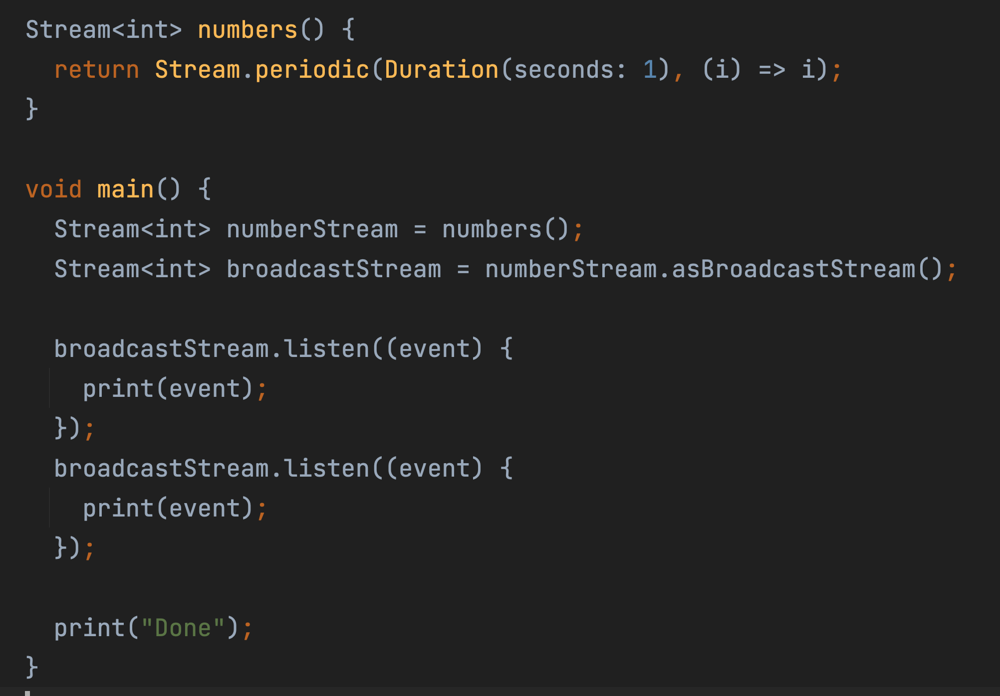 Stream<int> numbers() {
  return Stream.periodic(Duration(seconds: 1), (i) => i);
}

void main() {
  Stream<int> numberStream = numbers();
  Stream<int> broadcastStream = numberStream.asBroadcastStream();

  broadcastStream.listen((event) {
    print(event);
  });
  broadcastStream.listen((event) {
    print(event);
  });

  print("Done");
}